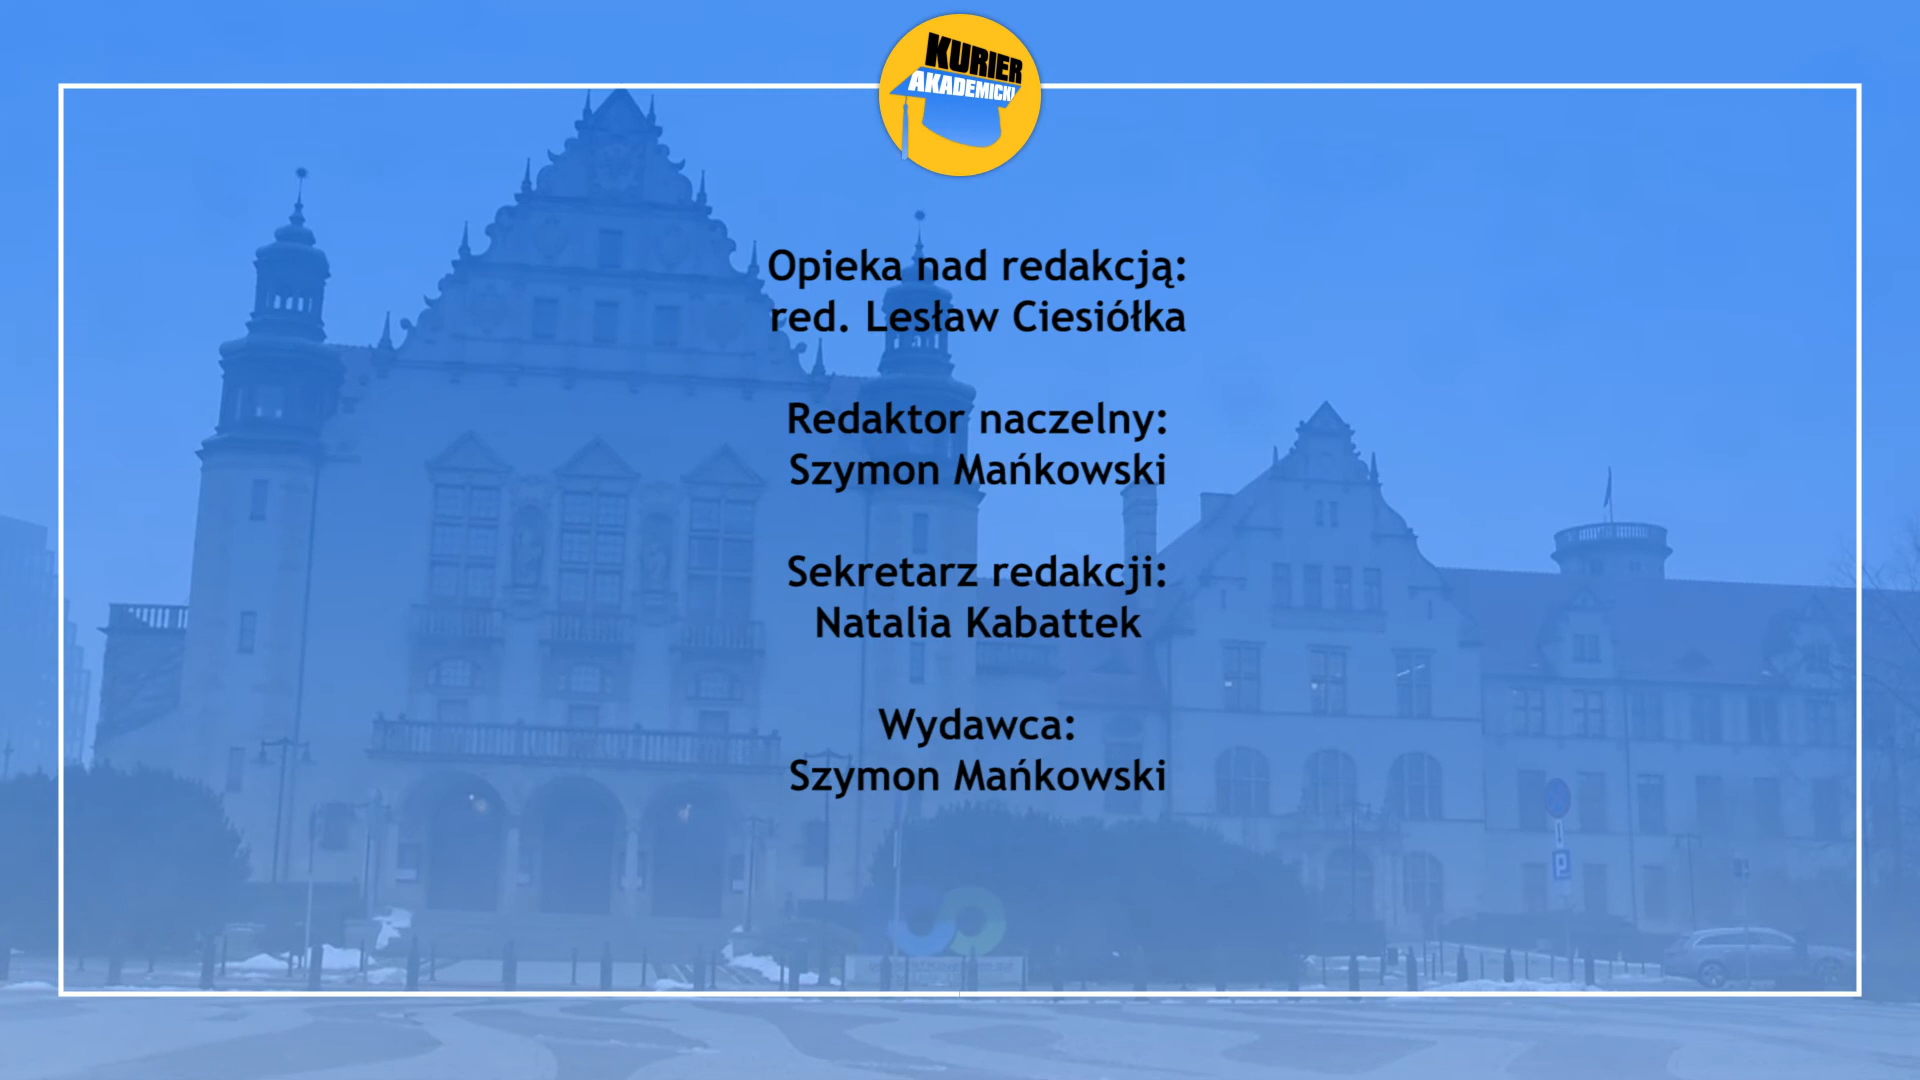 KURIER
AKADEMICKI
Opieka nad redakcją:
red. Lesław Ciesiółka
Redaktor naczelny:
Szymon Mańkowski
Sekretarz redakcji:
Natalia Kabattek
Wydawca:
Szymon Mańkowski
P